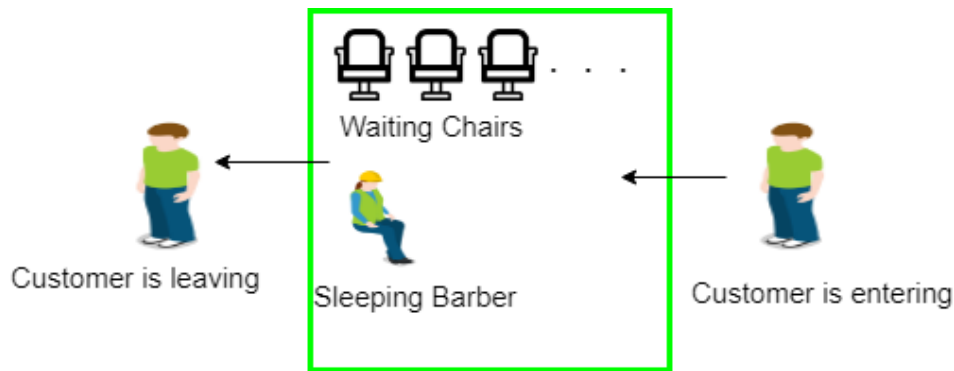 Waiting Chairs
Customer is leaving
Sleeping Barber
Customer is entering